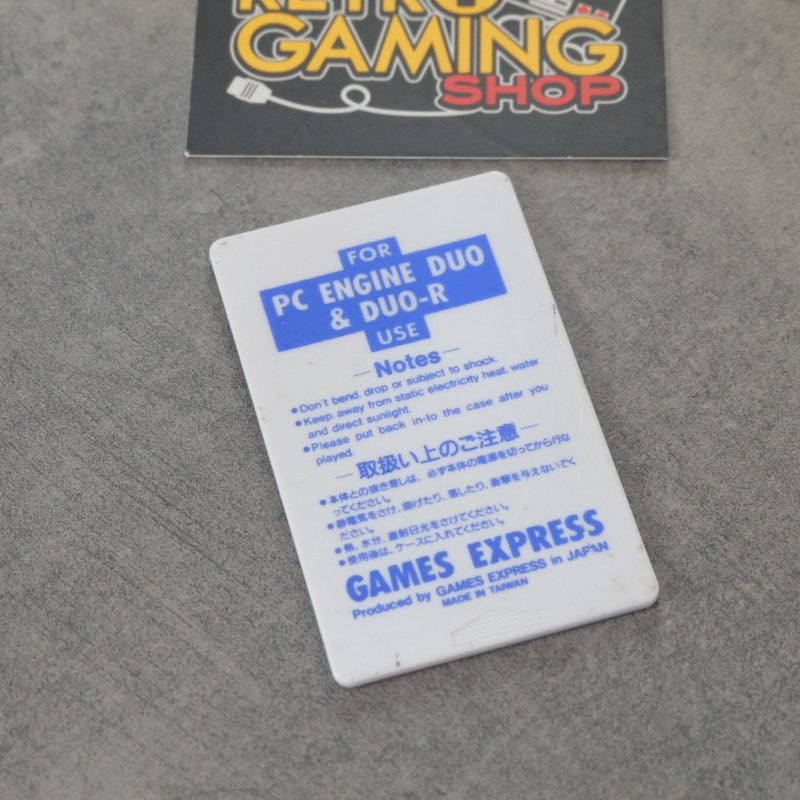 RETRO
GAMING
SHOP
FOR
PC ENGINE DUO
& DUO-R
USE
Notes
●Don't bend. drop or subject to shock.
●Keep. away from static electricity heat. water
and direct sunlight.
●Please put back in-to the case after you
played.
取扱い上のご注意
●本体との抜き差しは、必ず本体の電源を切ってから行な
ってください。
●静電気をさけ、曲げたり、落したり、衝撃を与えないでく
ださい。
●熱、水分、直射日光をさけてください。
●使用後は、ケースに入れてください。
GAMES EXPRESS
Produced by GAMES EXPRESS in JAPAN
MADE IN TAIWAN